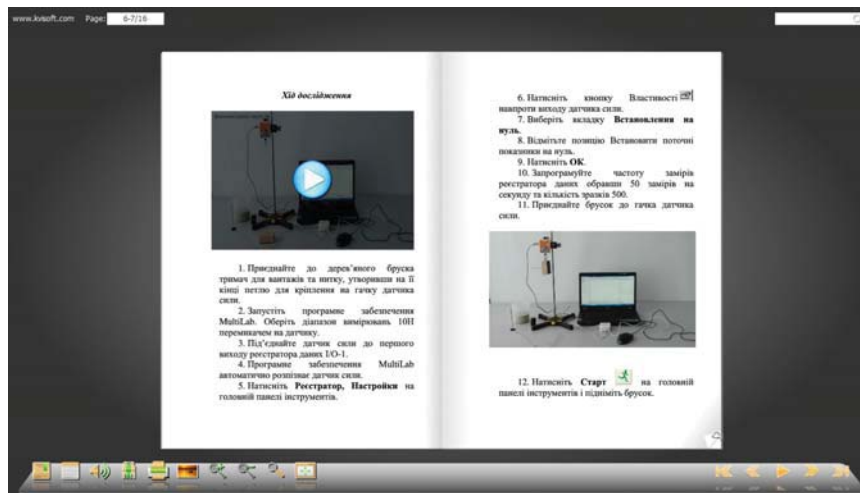 www.kvisoft.com Page: 6-7/16
Хід дослідження
1. Приєднайте до дерев'яного бруска
тримач для вантажів та нитку, утворивши на її
кінці петлю для кріплення на гачку датчика
сили.
2. Запустіть програмне забезпечення
MultiLab. Оберіть діапазон вимірювань 10Н
перемикачем на датчику.
3. Під'єднайте датчик сили до першого
виходу реєстратора даних I/O-1.
4. Програмне забезпечення MultiLab
автоматично розпізнає датчик сили.
5. Натисніть Реєстратор, Настройки на
головній панелі інструментів.
6. Натисніть кнопку Властивості
навпроти виходу датчика сили.
7. Виберіть вкладку Встановлення на
нуль.
8. Відмітьте позицію Встановити поточні
показники на нуль.
9. Натисніть ОК.
10. Запрограмуйте частоту замірів
реєстратора даних обравши 50 замірів на
секунду та кількість зразків 500.
11. Приєднайте брусок до гачка датчика
сили.
12. Натисніть Старт на головній
панелі інструментів і підніміть брусок.